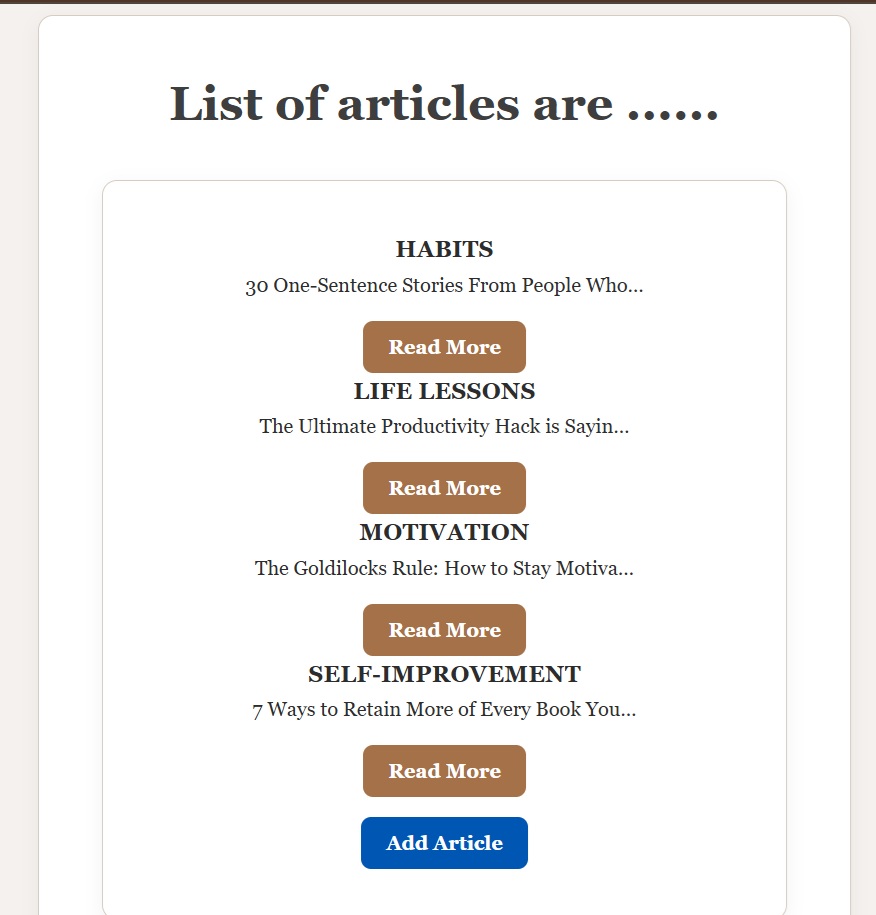 List of articles are ......
HABITS
30 One-Sentence Stories From People Who...
Read More
LIFE LESSONS
The Ultimate Productivity Hack is Sayin...
Read More
MOTIVATION
The Goldilocks Rule: How to Stay Motiva...
Read More
SELF-IMPROVEMENT
7 Ways to Retain More of Every Book You...
Read More
Add Article